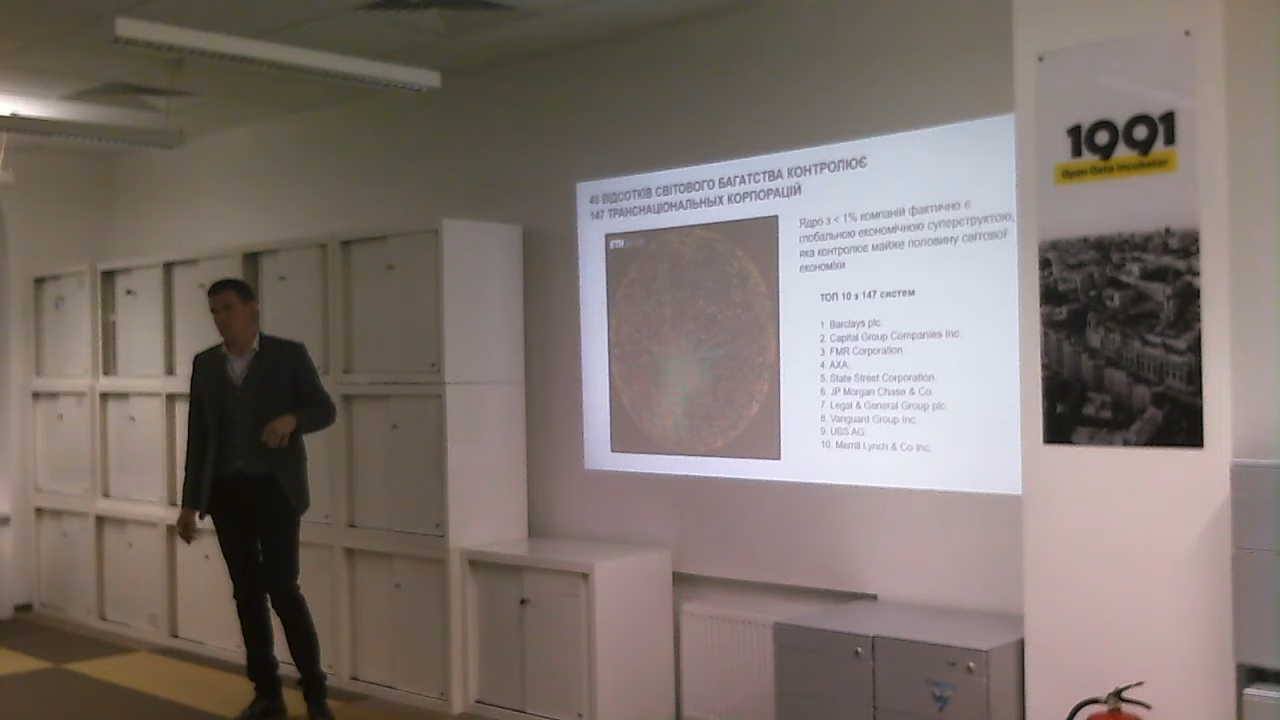 40 ВІДСОТКІВ СВІТОВОГО БАГАТСТВА КОНТРОЛЮЄ
147 ТРАНСНАЦІОНАЛЬНЫХ КОРПОРАЦІЙ
ETH
Ядро з < 1% компаній фактично є
глобальною економічною суперструктурою,
яка контролює майже половину світової
економіки
ТОП 10 з 147 систем
1. Barclays plc.
2. Capital Group Companies Inc.
3. FMR Corporation.
4. AXA.
5. State Street Corporation.
6. JP Morgan Chase & Co.
7. Legal & General Group plc.
8. Vanguard Group Inc.
9. UBS AG.
10. Merrill Lynch & Co Inc.
1991
Open Data Incubator